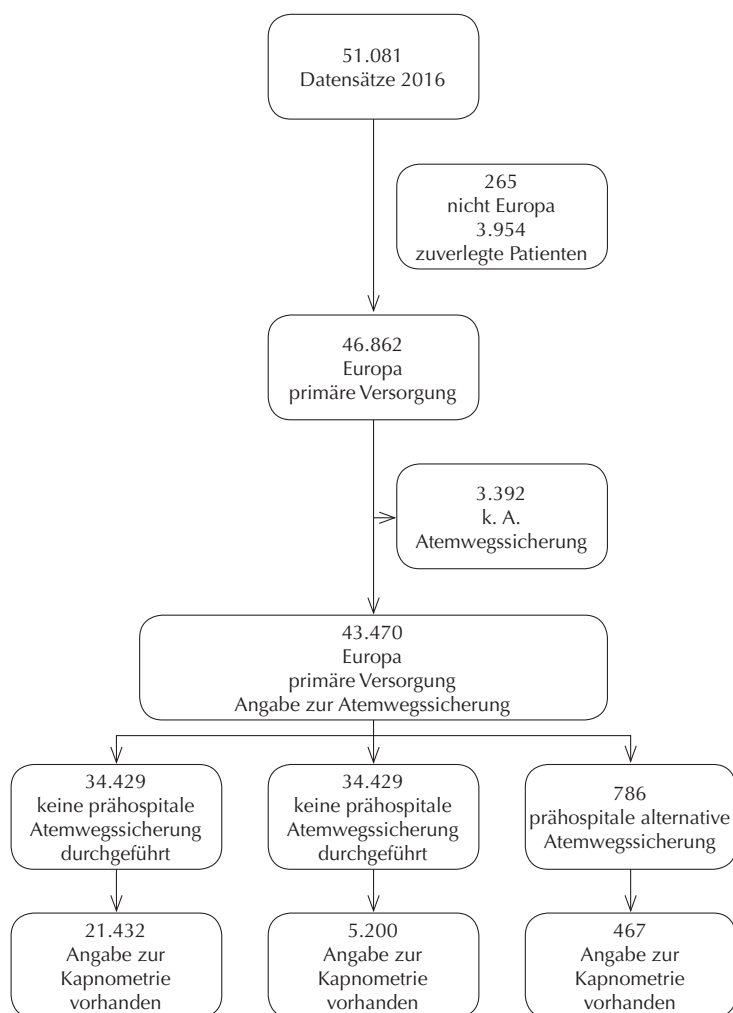 51.081
Datensätze 2016
265
nicht Europa
3.954
zuverlegte Patienten
46.862
Europa
primäre Versorgung
3.392
k. A.
Atemwegssicherung
43.470
Europa
primäre Versorgung
Angabe zur Atemwegssicherung
34.429
keine prähospitale
Atemwegssicherung
durchgeführt
34.429
keine prähospitale
Atemwegssicherung
durchgeführt
786
prähospitale alternative
Atemwegssicherung
21.432
Angabe zur
Kapnometrie
vorhanden
5.200
Angabe zur
Kapnometrie
vorhanden
467
Angabe zur
Kapnometrie
vorhanden